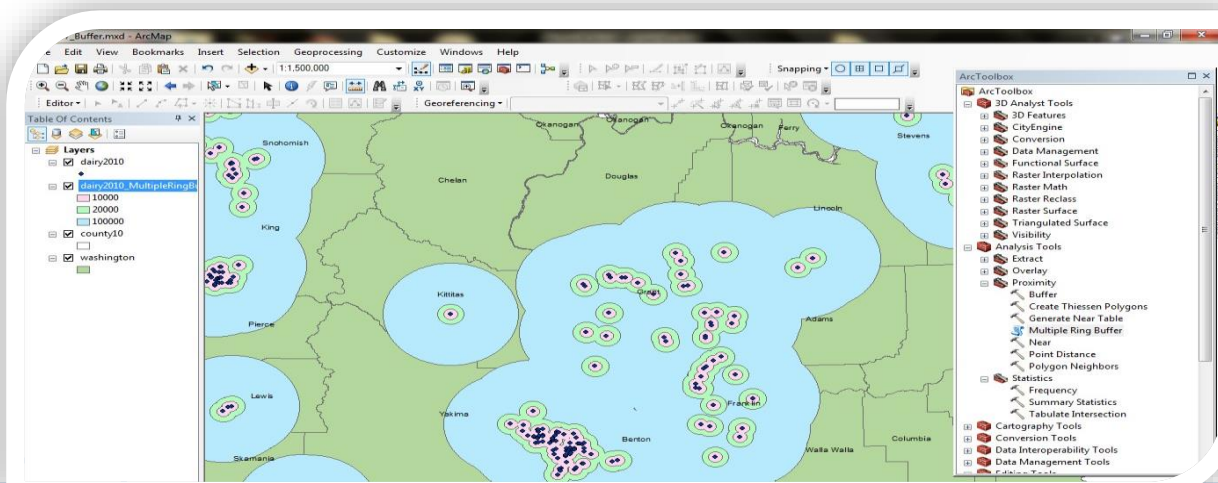 _Buffer.mxd - ArcMap
Edit View Bookmarks Insert Selection Geoprocessing Customize Windows Help
1:1,500,000
Snapping
Editor
Georeferencing
Table Of Contents
Layers
dairy2010
dairy2010_MultipleRingBu
10000
20000
100000
county10
washington
Snohomish
King
Pierce
Lewis
Skamania
Chelan
Kittitas
Yakima
Okanogan
Okanogan
Okanogan
Ferry
Stevens
Douglas
Lincoln
Grant
Adams
Franklin
Benton
Walla Walla
Columbia
ArcToolbox
ArcToolbox
3D Analyst Tools
3D Features
CityEngine
Conversion
Data Management
Functional Surface
Raster Interpolation
Raster Math
Raster Reclass
Raster Surface
Triangulated Surface
Visibility
Analysis Tools
Extract
Overlay
Proximity
Buffer
Create Thiessen Polygons
Generate Near Table
Multiple Ring Buffer
Near
Point Distance
Polygon Neighbors
Statistics
Frequency
Summary Statistics
Tabulate Intersection
Cartography Tools
Conversion Tools
Data Interoperability Tools
Data Management Tools
Editing Tools